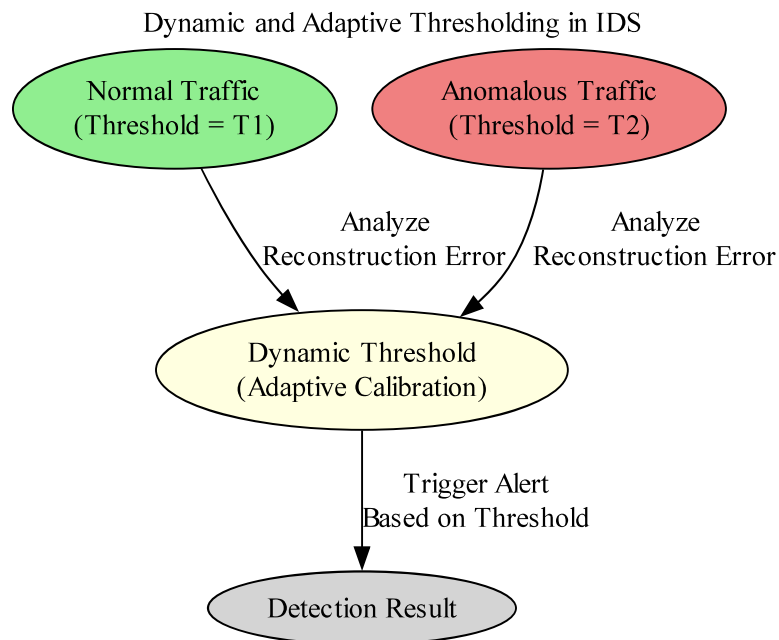 Dynamic and Adaptive Thresholding in IDS
Normal Traffic
(Threshold = T1)
Anomalous Traffic
(Threshold = T2)
Analyze
Reconstruction Error
Analyze
Reconstruction Error
Dynamic Threshold
(Adaptive Calibration)
Trigger Alert
Based on Threshold
Detection Result